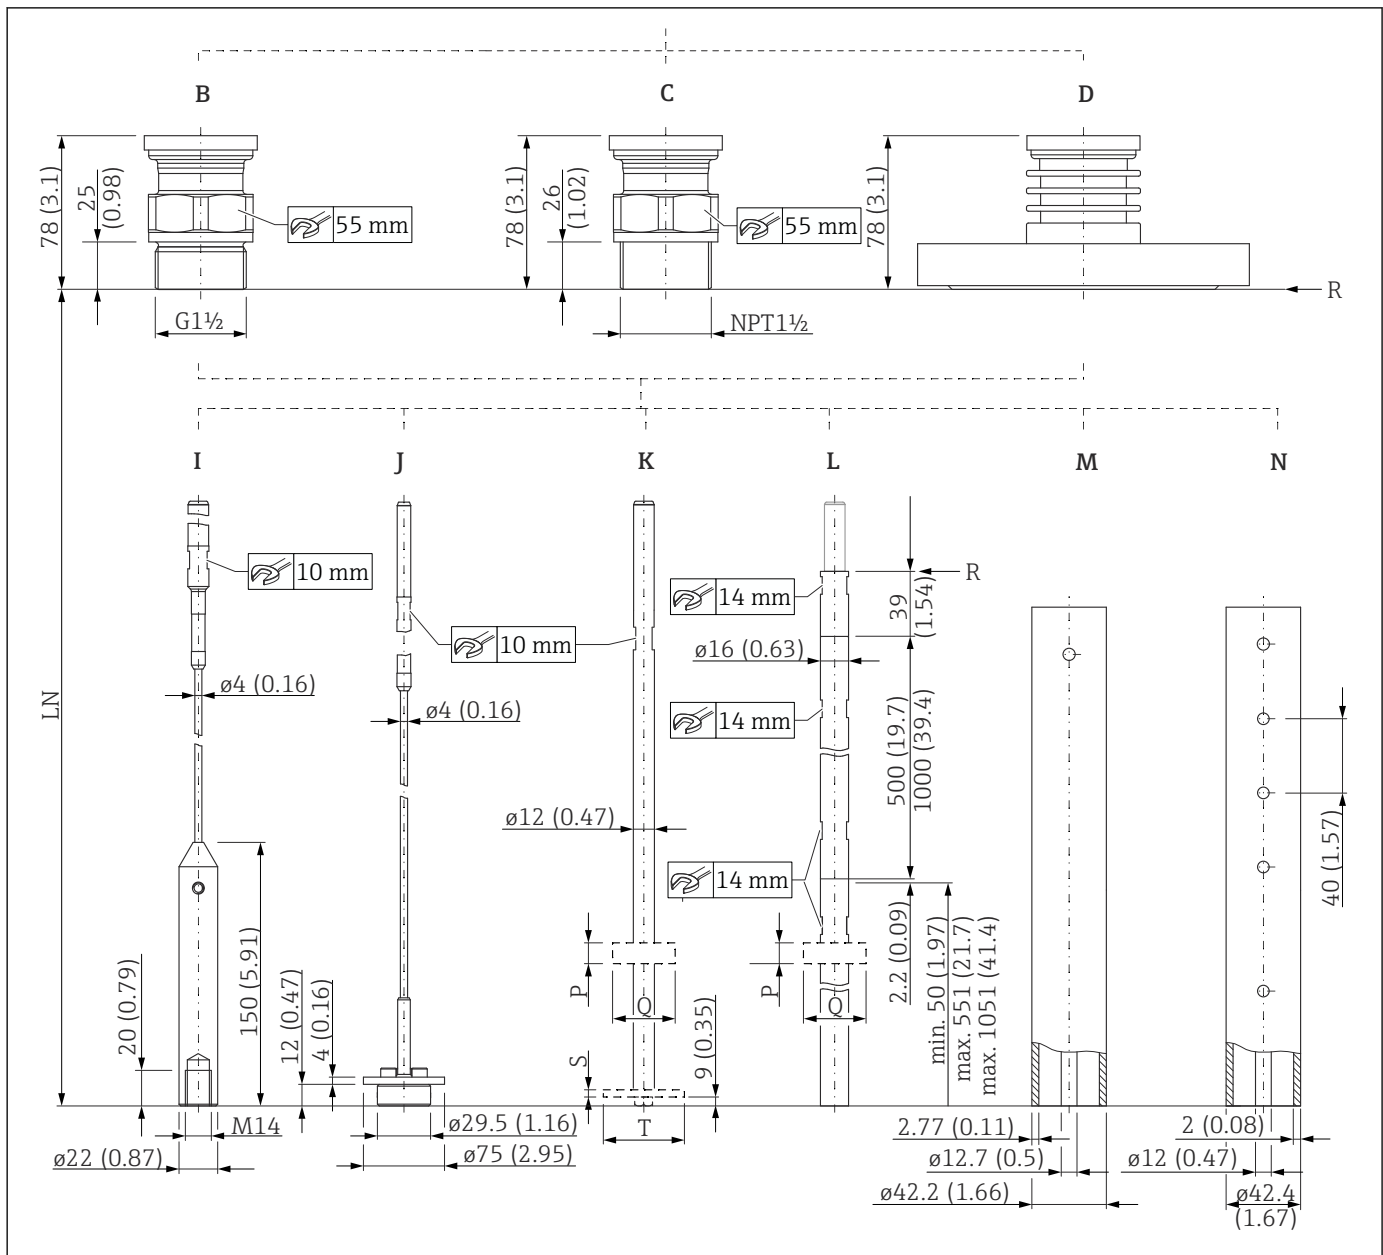 B
C
D
78 (3.1)
25
(0.98)
55 mm
G1½
78 (3.1)
26
(1.02)
55 mm
NPT1½
78 (3.1)
R
LN
I
J
K
L
M
N
10 mm
ø4 (0.16)
150 (5.91)
20 (0.79)
M14
ø22 (0.87)
10 mm
ø4 (0.16)
12 (0.47)
4 (0.16)
ø29.5 (1.16)
ø75 (2.95)
ø12 (0.47)
P
Q
S
T
9 (0.35)
14 mm
R
39
(1.54)
ø16 (0.63)
14 mm
500 (19.7)
1000 (39.4)
14 mm
P
Q
2.2 (0.09)
min. 50 (1.97)
max. 551 (21.7)
max. 1051 (41.4)
2.77 (0.11)
ø12.7 (0.5)
ø42.2 (1.66)
40 (1.57)
2 (0.08)
ø12 (0.47)
ø42.4
(1.67)